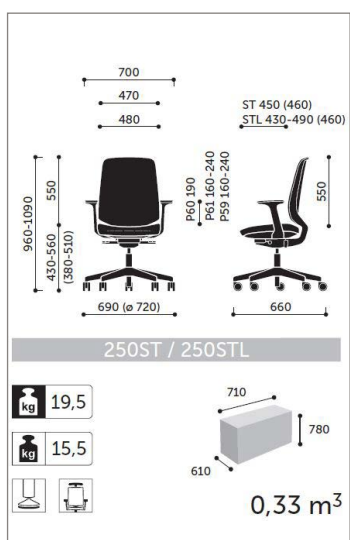 700
470
480
ST 450 (460)
STL 430-490 (460)
960-1090
550
430-560
(380-510)
P60 190
P61 160-240
P59 160-240
550
690 (ø 720)
660
250ST / 250STL
kg 19,5
kg 15,5
710
780
610
0,33 m³